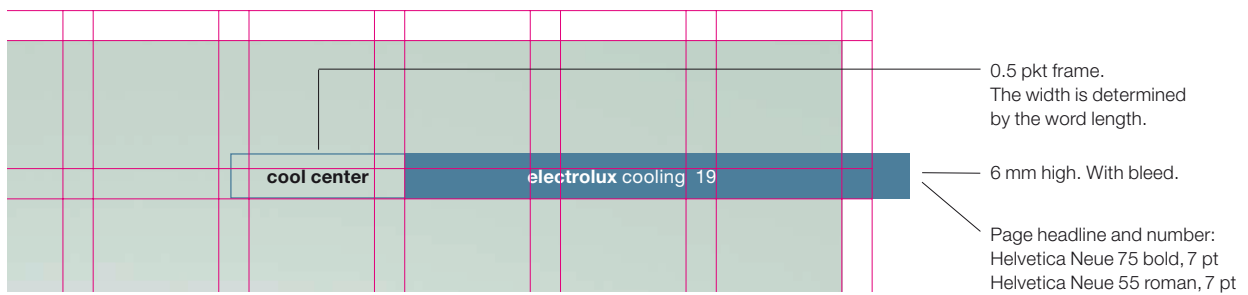 0.5 pkt frame.
The width is determined
by the word length.
cool center
electrolux cooling 19
6 mm high. With bleed.
Page headline and number:
Helvetica Neue 75 bold, 7 pt
Helvetica Neue 55 roman, 7 pt